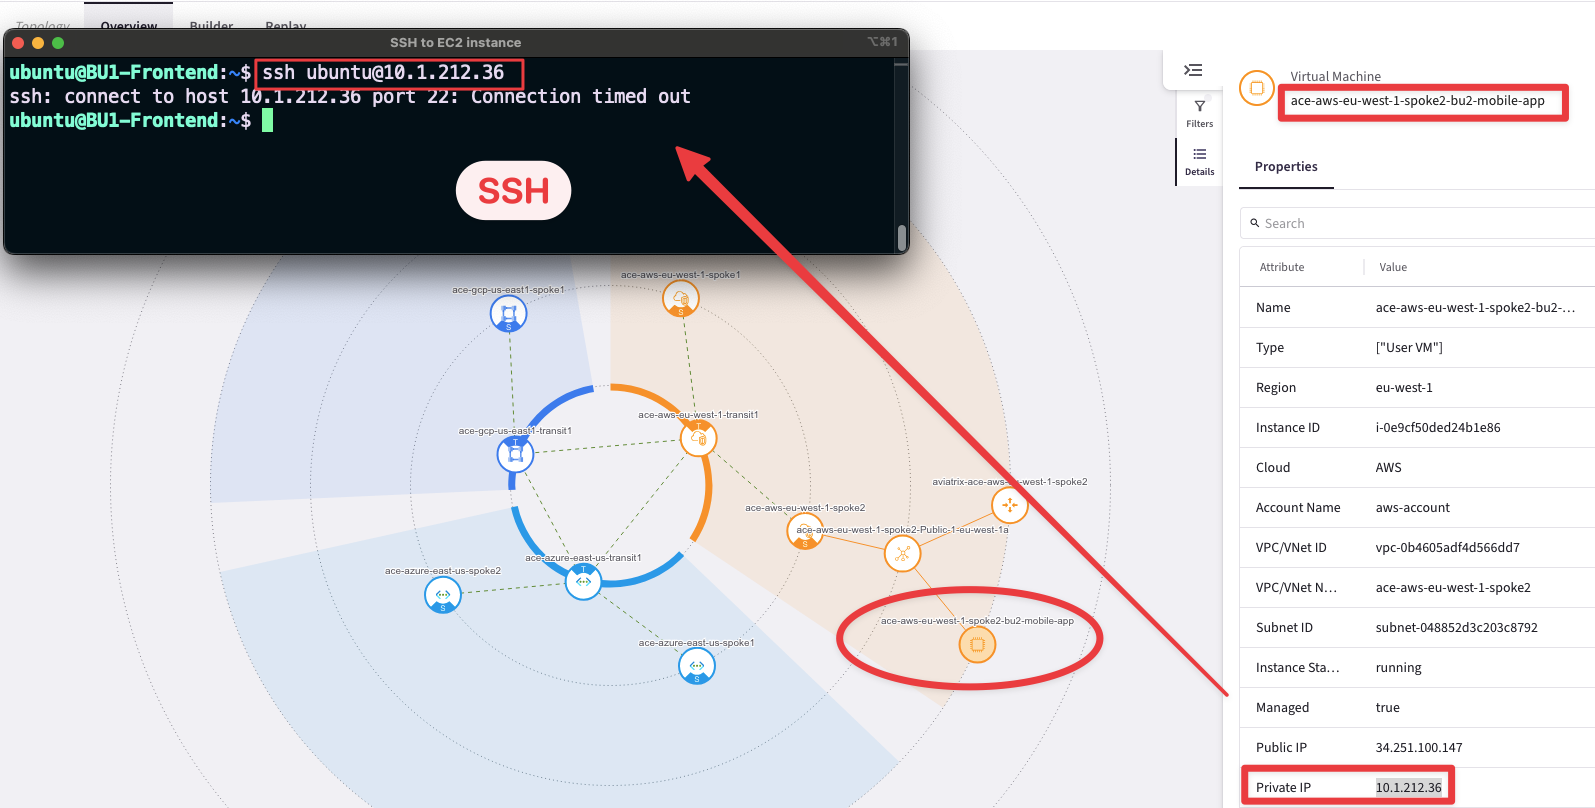 Topology
Overview
Builder
Replay
SSH to EC2 instance
⌥⌘1
ubuntu@BU1-Frontend:~$ ssh ubuntu@10.1.212.36
ssh: connect to host 10.1.212.36 port 22: Connection timed out
ubuntu@BU1-Frontend:~$
SSH
ace-aws-eu-west-1-spoke1
ace-gcp-us-east1-spoke1
S
S
ace-aws-eu-west-1-transit1
T
ace-gcp-us-east1-transit1
T
aviatrix-ace-aws-eu-west-1-spoke2
ace-aws-eu-west-1-spoke2
ace-aws-eu-west-1-spoke2-Public-1-eu-west-1a
S
ace-azure-east-us-transit1
T
ace-azure-east-us-spoke2
S
ace-aws-eu-west-1-spoke2-bu2-mobile-app
ace-azure-east-us-spoke1
S
Filters
Details
Virtual Machine
ace-aws-eu-west-1-spoke2-bu2-mobile-app
Properties
Search
Attribute Value
Name ace-aws-eu-west-1-spoke2-bu2-...
Type ["User VM"]
Region eu-west-1
Instance ID i-0e9cf50ded24b1e86
Cloud AWS
Account Name aws-account
VPC/VNet ID vpc-0b4605adf4d566dd7
VPC/VNet N... ace-aws-eu-west-1-spoke2
Subnet ID subnet-048852d3c203c8792
Instance Sta... running
Managed true
Public IP 34.251.100.147
Private IP 10.1.212.36